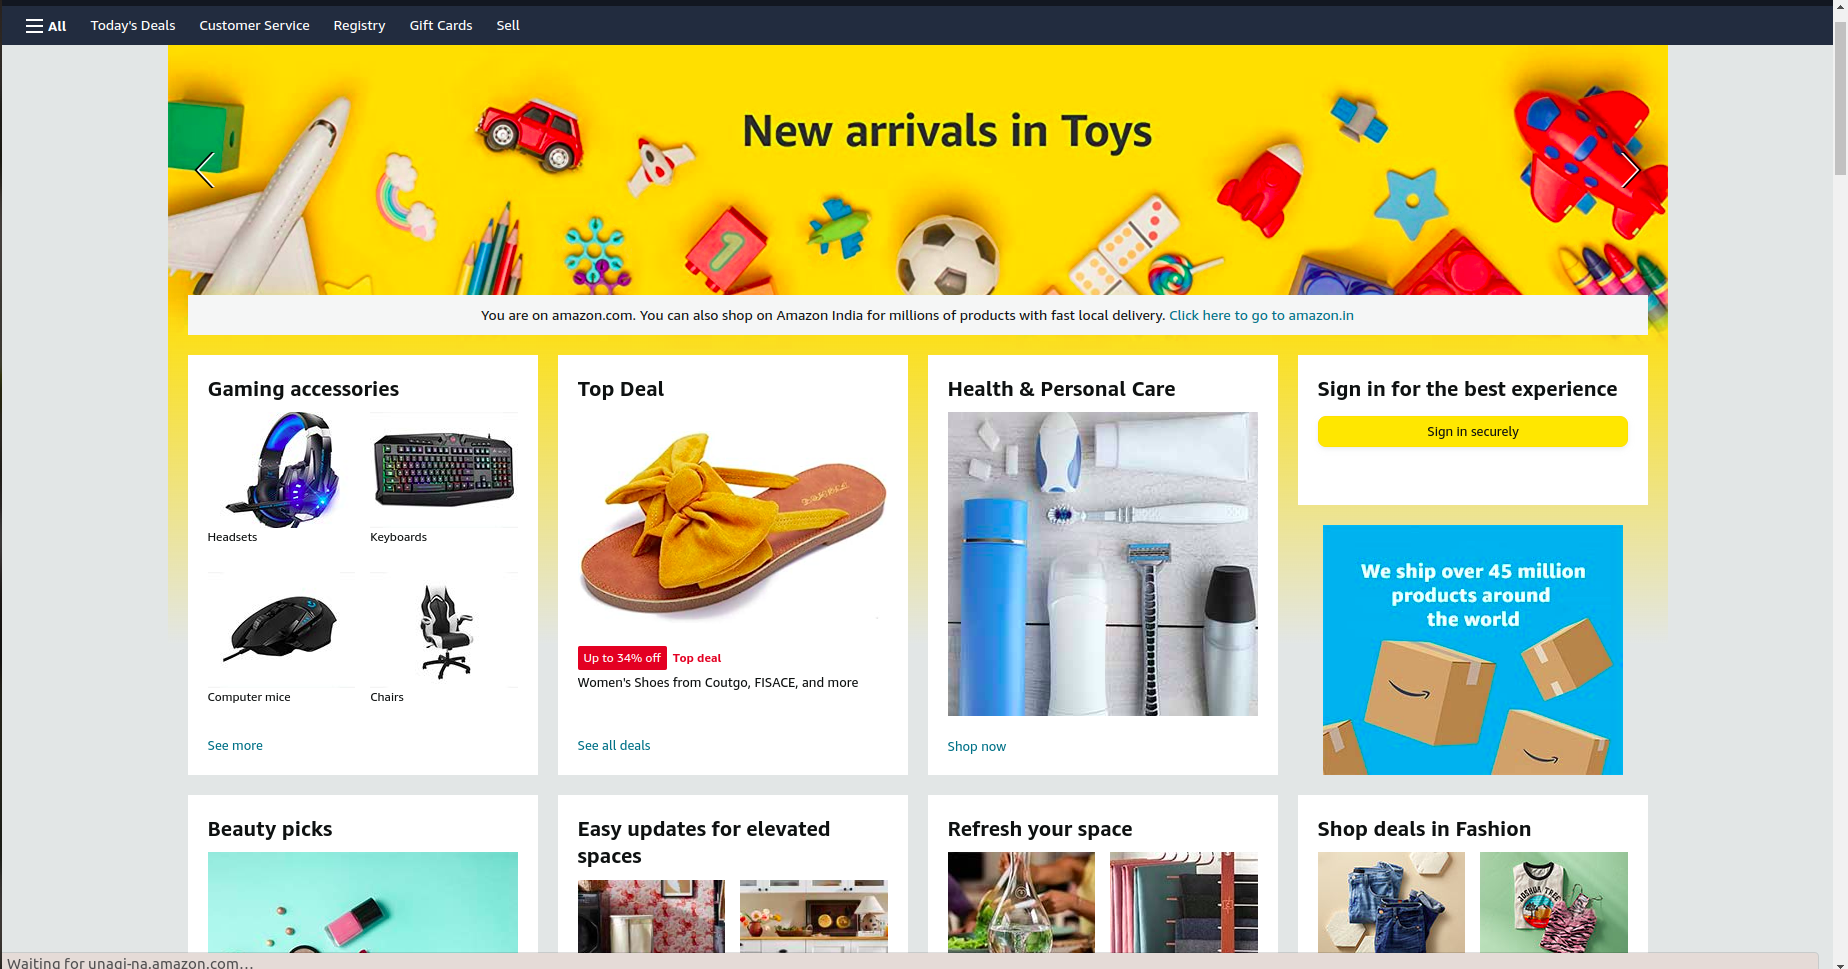 All Today's Deals Customer Service Registry Gift Cards Sell
New arrivals in Toys
1
You are on amazon.com. You can also shop on Amazon India for millions of products with fast local delivery. Click here to go to amazon.in
Gaming accessories
Headsets
Keyboards
Computer mice
Chairs
See more
Top Deal
Up to 34% off Top deal
Women's Shoes from Coutgo, FISACE, and more
See all deals
Health & Personal Care
Shop now
Sign in for the best experience
Sign in securely
We ship over 45 million
products around
the world
Beauty picks
Easy updates for elevated
spaces
Refresh your space
Shop deals in Fashion
JOSHUA TREE
Waiting for unagi-na.amazon.com...